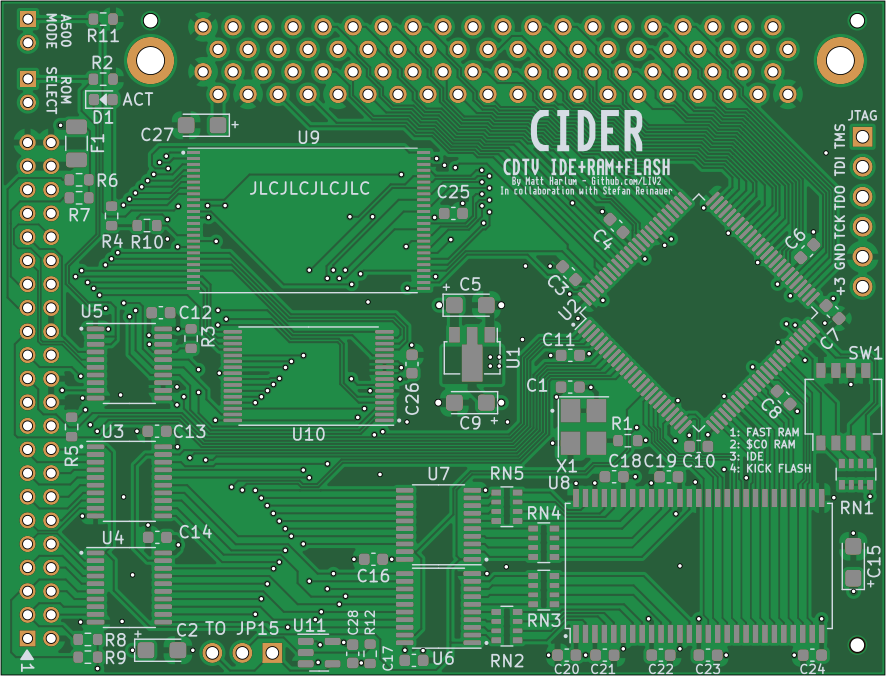 A500
MODE
R11
ROM
SELECT
R2
ACT
D1
F1
C27
+
U9
CIDER
CDTV IDE+RAM+FLASH
By Matt Harlum - Github.com/LIV2
In collaboration with Stefan Reinauer
JTAG
TMS
TDI
TDO
TCK
GND
+3
JLCJLCJLCJLC
R6
R7
R4
R10
C25
C4
C6
C3
U2
C7
+
C5
U5
C12
R3
U1
C11
C26
C1
C9
+
SW1
C8
U10
R5
U3
C13
X1
R1
C10
1: FAST RAM
2: $C0 RAM
3: IDE
4: KICK FLASH
U7
RN5
U8
C18
C19
RN1
RN4
U4
C14
C16
C15
+
RN3
R8
R9
1
+
C2
TO JP15
U11
C28
R12
C17
U6
RN2
C20
C21
C22
C23
C24